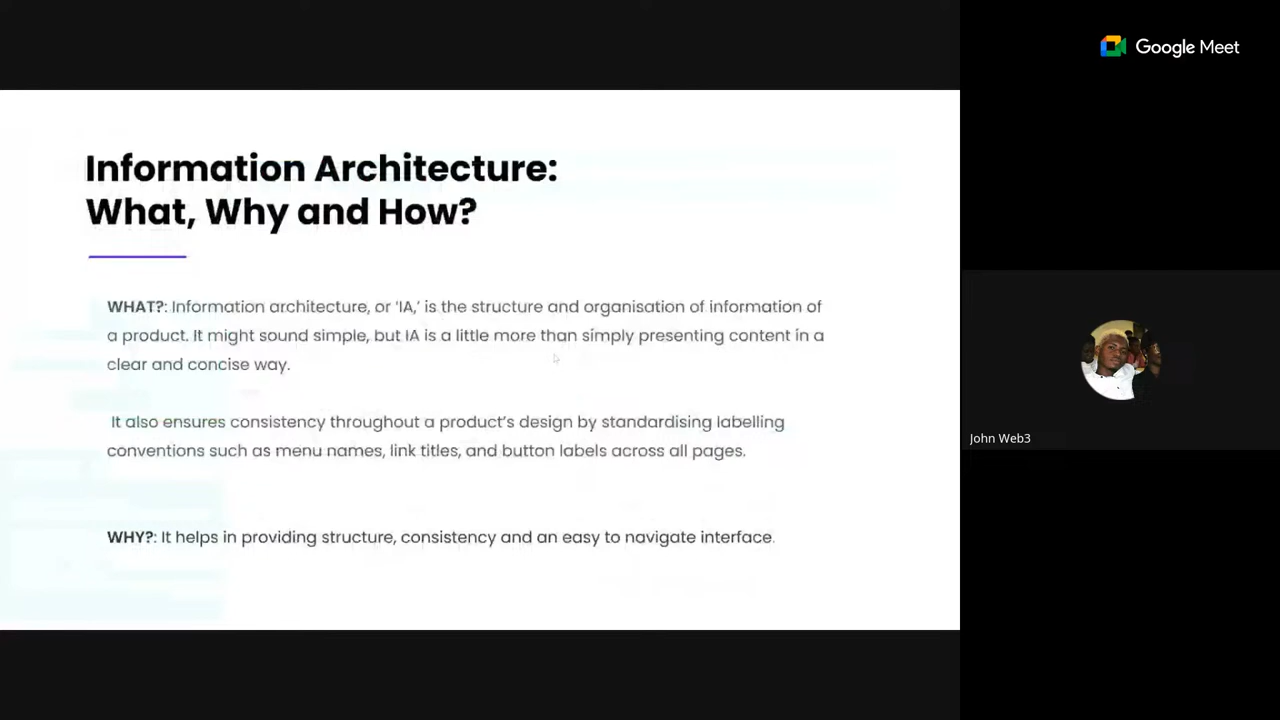 Google Meet
Information Architecture:
What, Why and How?
WHAT?: Information architecture, or ‘IA,’ is the structure and organisation of information of
a product. It might sound simple, but IA is a little more than simply presenting content in a
clear and concise way.
It also ensures consistency throughout a product’s design by standardising labelling
conventions such as menu names, link titles, and button labels across all pages.
WHY?: It helps in providing structure, consistency and an easy to navigate interface.
John Web3